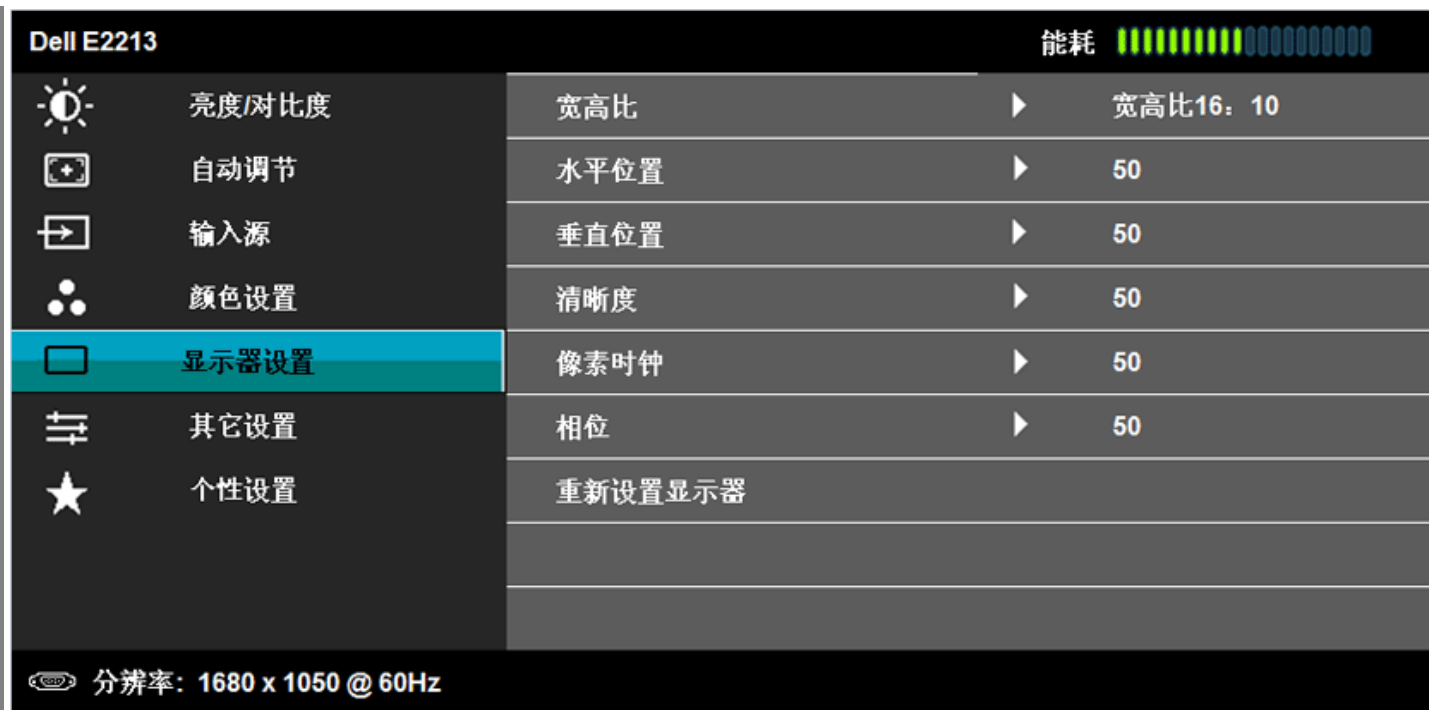 Dell E2213 能耗
亮度/对比度 宽高比 宽高比16：10
自动调节 水平位置 50
输入源 垂直位置 50
颜色设置 清晰度 50
显示器设置 像素时钟 50
其它设置 相位 50
个性设置 重新设置显示器
分辨率: 1680 x 1050 @ 60Hz